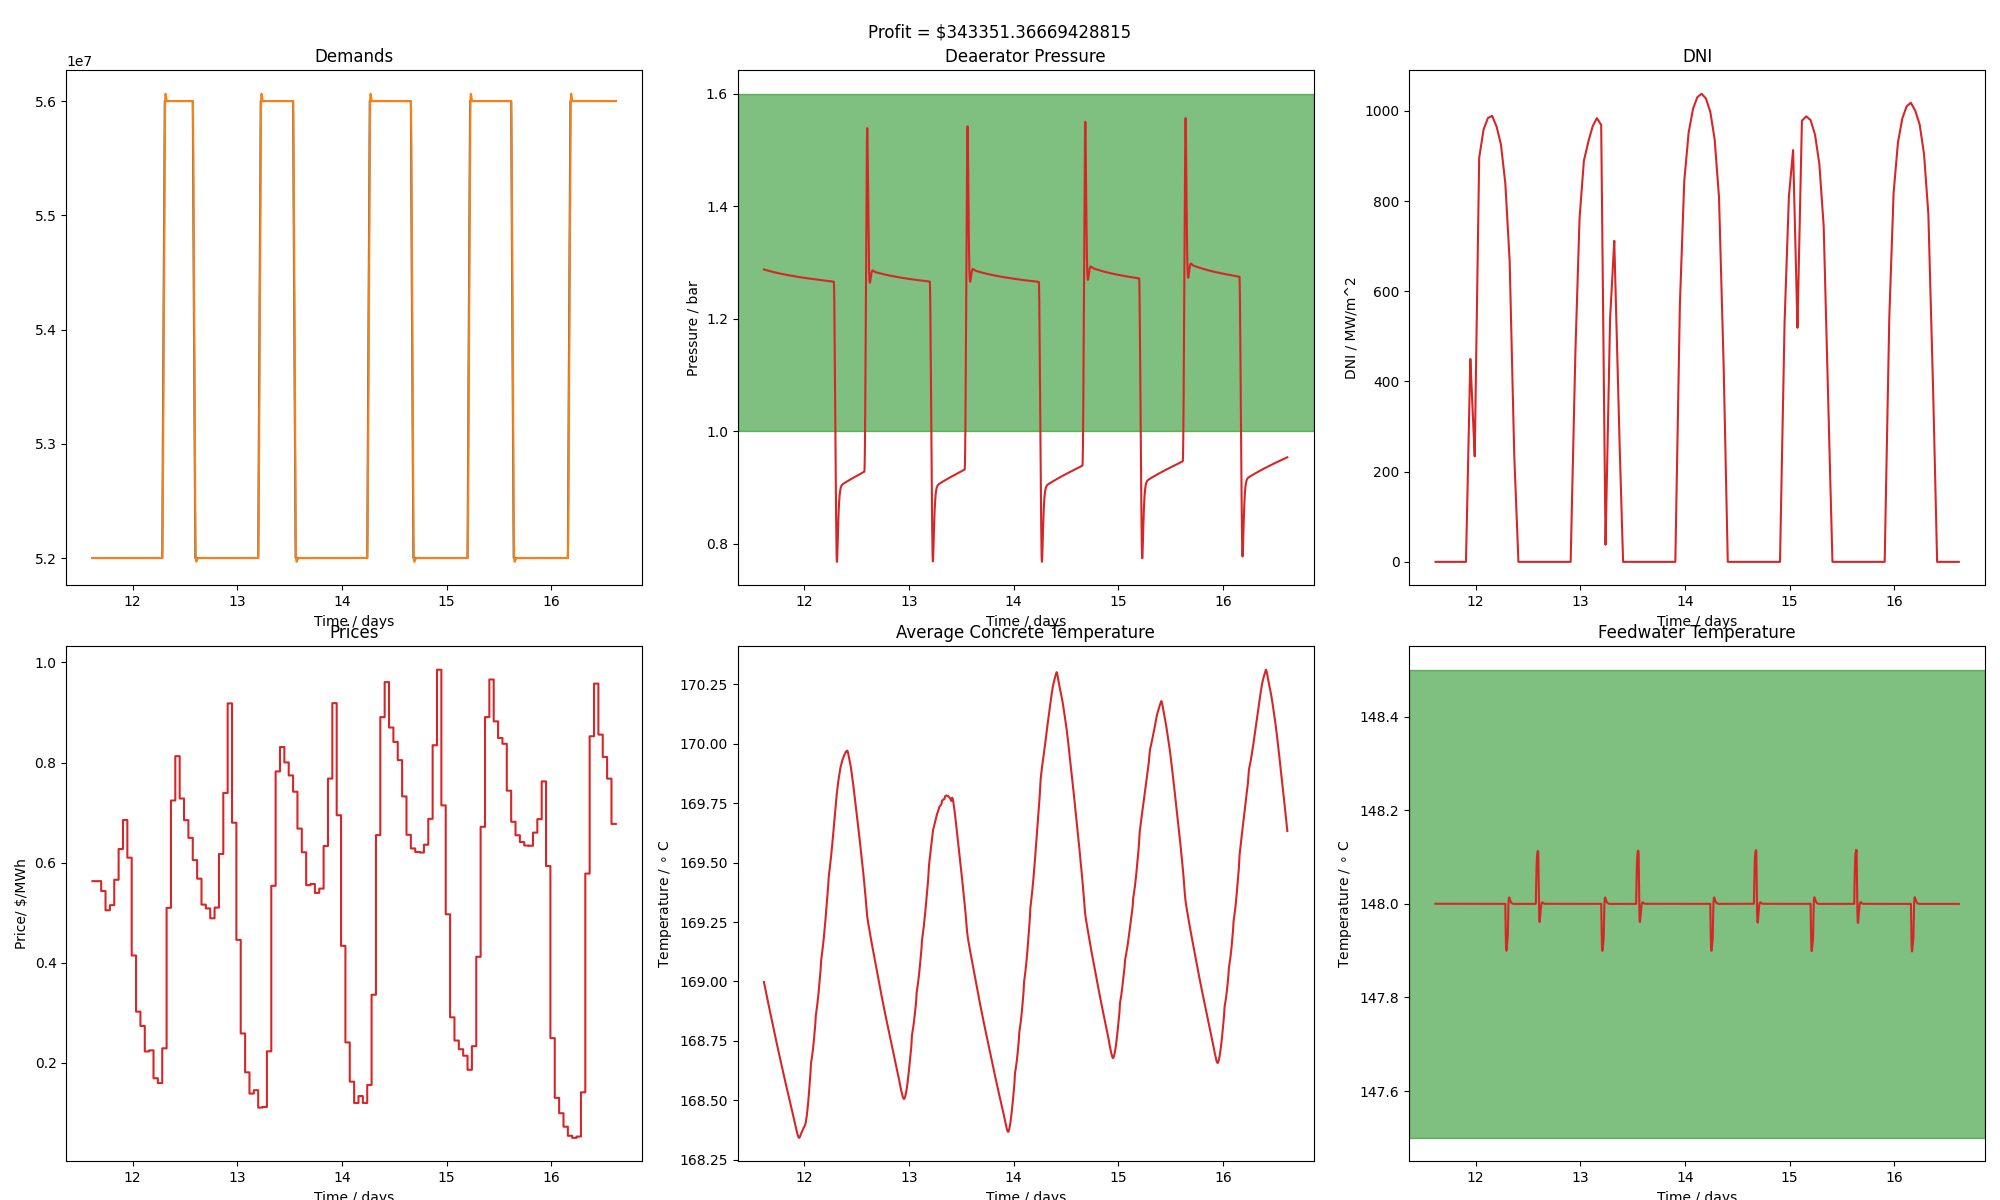 Profit = $343351.36669428815
Demands
1e7
5.6
5.5
5.4
5.3
5.2
12 13 14 15 16
Time / days
Deaerator Pressure
Pressure / bar
1.6
1.4
1.2
1.0
0.8
12 13 14 15 16
Time / days
DNI
DNI / MW/m^2
1000
800
600
400
200
0
12 13 14 15 16
Time / days
Prices
Price/ $/MWh
1.0
0.8
0.6
0.4
0.2
12 13 14 15 16
Time / days
Average Concrete Temperature
Temperature / ∘ C
170.25
170.00
169.75
169.50
169.25
169.00
168.75
168.50
168.25
12 13 14 15 16
Time / days
Feedwater Temperature
Temperature / ∘ C
148.4
148.2
148.0
147.8
147.6
12 13 14 15 16
Time / days